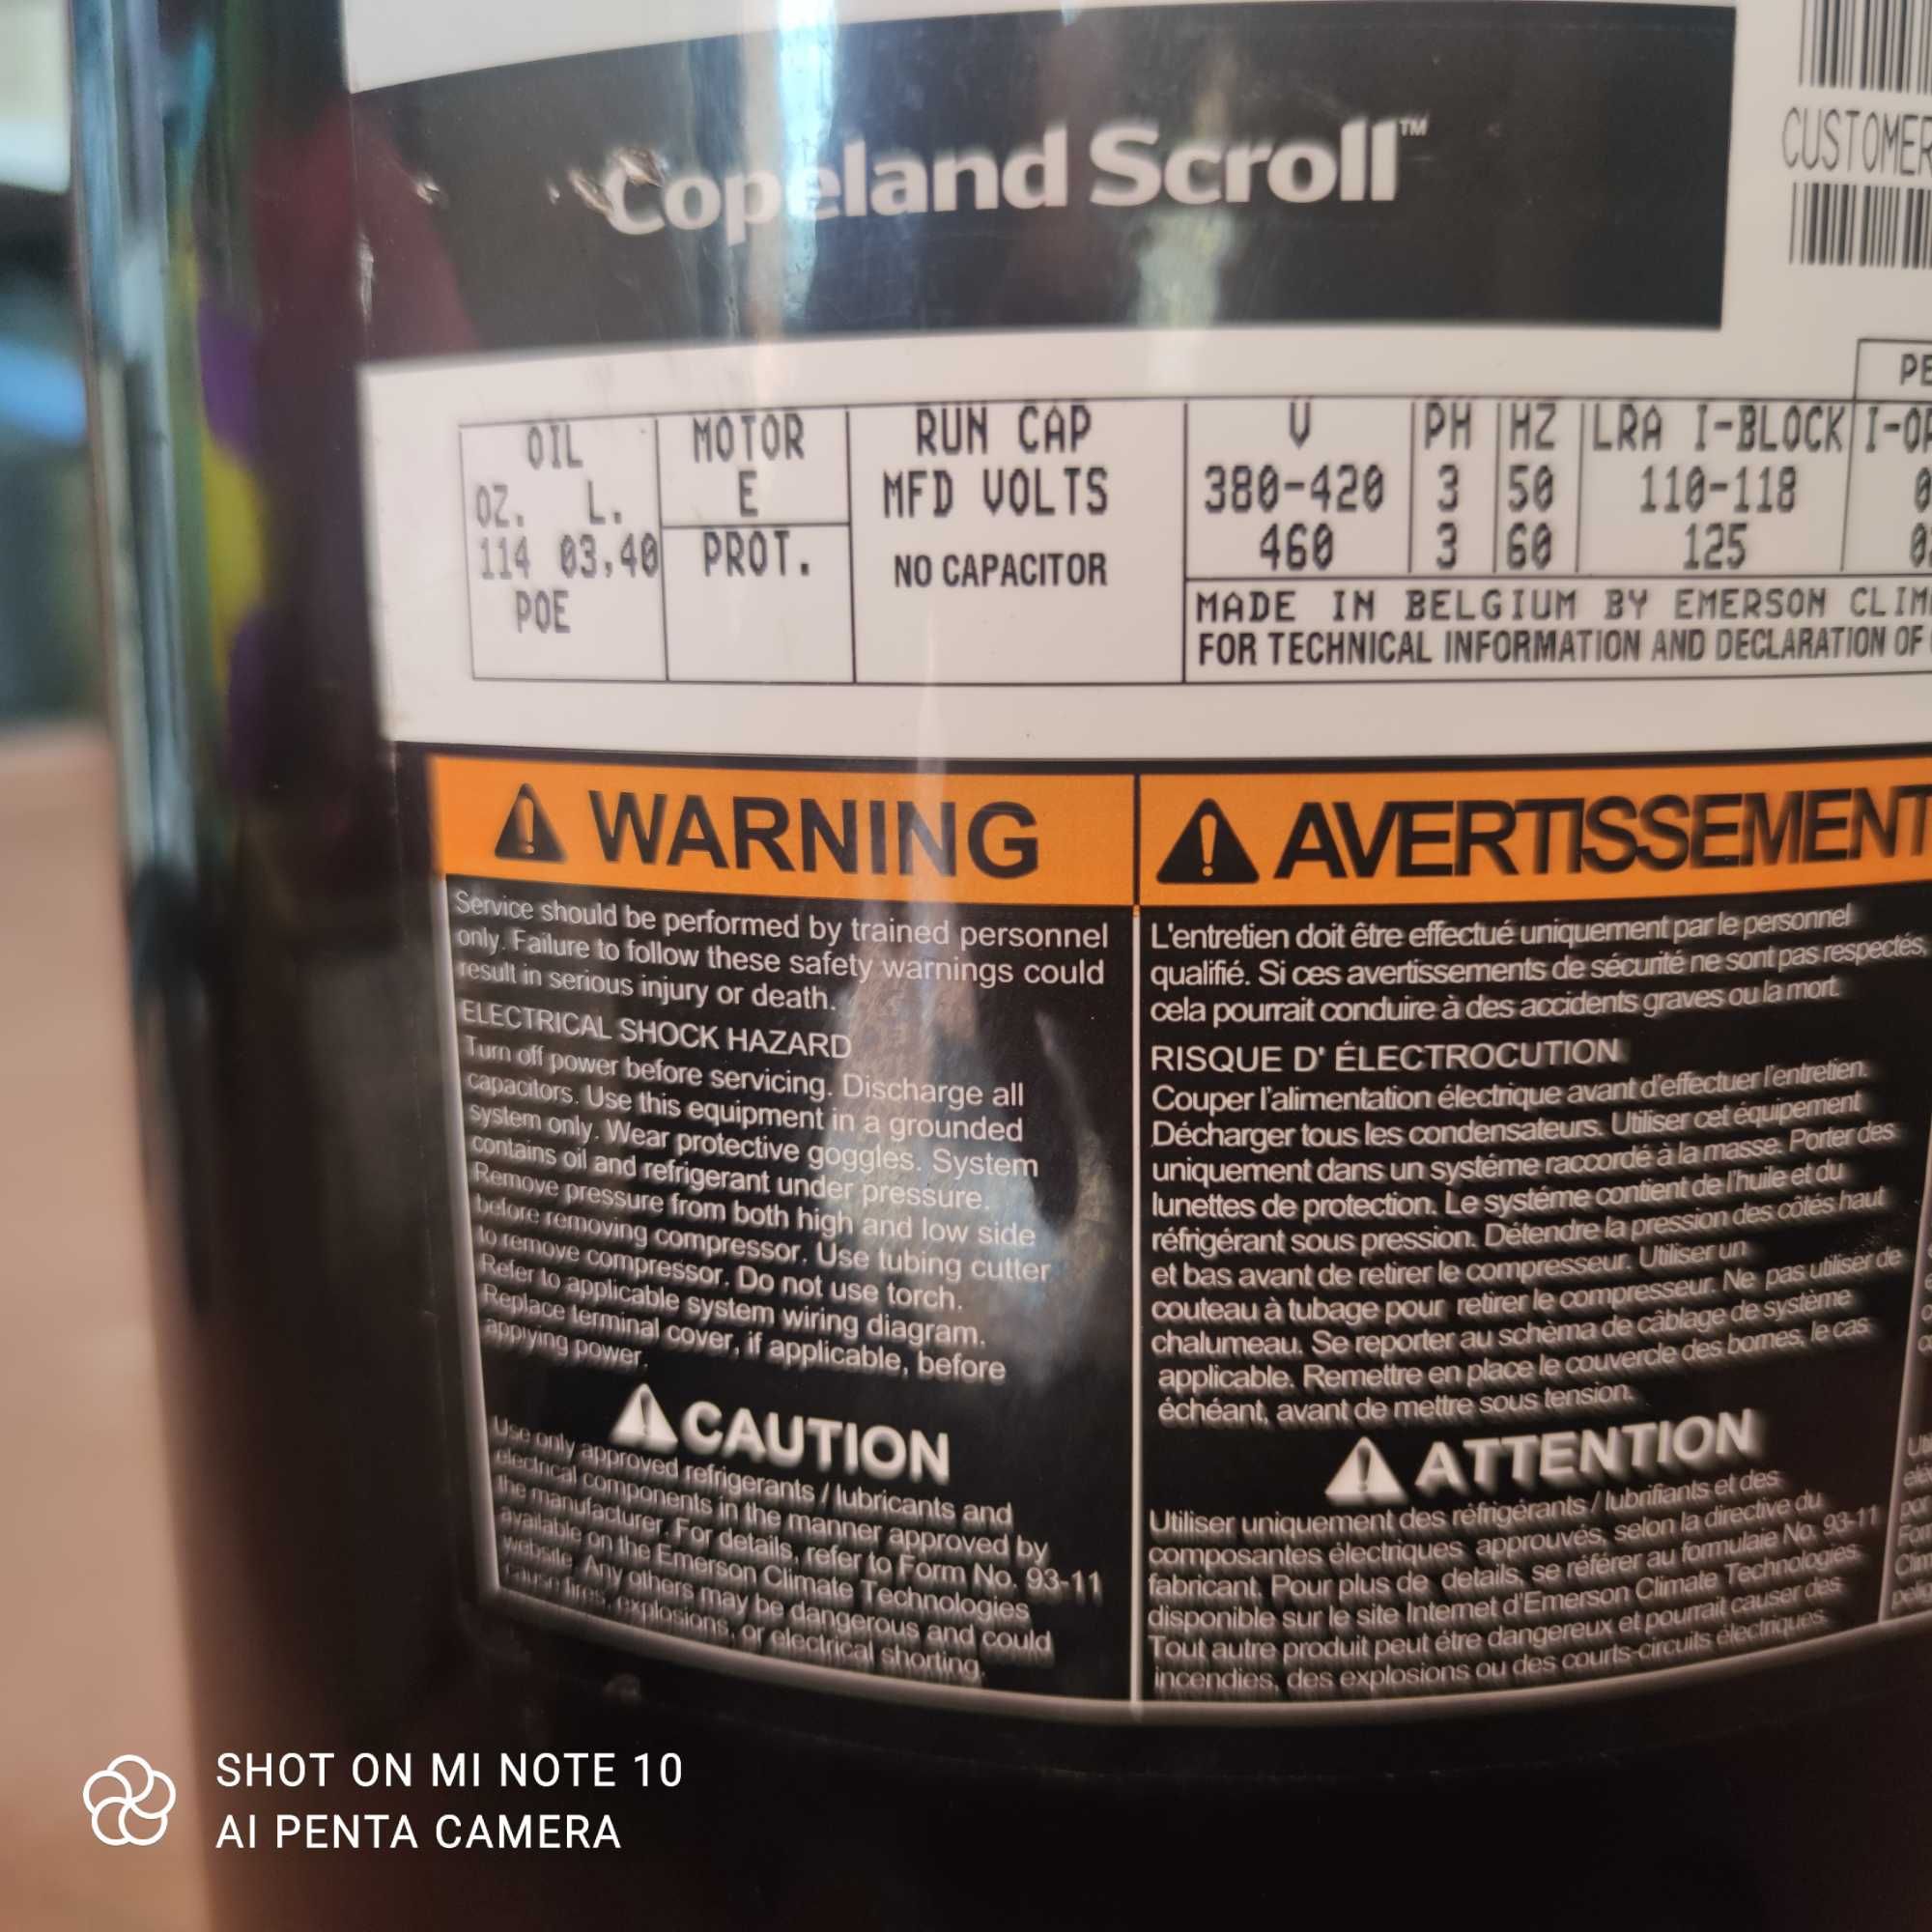 Copeland Scroll™
CUSTOMER
OIL
OZ. L.
114 03,40
POE
MOTOR
E
PROT.
RUN CAP
MFD VOLTS
NO CAPACITOR
V PH HZ LRA I-BLOCK
380-420 3 50 110-118
460 3 60 125
MADE IN BELGIUM BY EMERSON
FOR TECHNICAL INFORMATION AND DECLARATION OF
WARNING
Service should be performed by trained personnel
only. Failure to follow these safety warnings could
result in serious injury or death.
ELECTRICAL SHOCK HAZARD
Turn off power before servicing. Discharge all
capacitors. Use this equipment in a grounded
system only. Wear protective goggles. System
contains oil and refrigerant under pressure.
Remove pressure from both high and low side
before removing compressor. Use tubing cutter
to remove compressor. Do not use torch.
Refer to applicable system wiring diagram.
Replace terminal cover, if applicable, before
applying power.
CAUTION
Use only approved refrigerants / lubricants and
electrical components in the manner approved by
the manufacturer. For details, refer to Form No. 93-11
available on the Emerson Climate Technologies
website. Any others may be dangerous and could
cause fires, explosions, or electrical shorting.
AVERTISSEMENT
L'entretien doit être effectué uniquement par le personnel
qualifié. Si ces avertissements de sécurité ne sont pas respectés,
cela pourrait conduire à des accidents graves ou la mort.
RISQUE D' ÉLECTROCUTION
Couper l'alimentation électrique avant d'effectuer l'entretien.
Décharger tous les condensateurs. Utiliser cet équipement
uniquement dans un système raccordé à la masse. Porter des
lunettes de protection. Le système contient de l'huile et du
réfrigérant sous pression. Détendre la pression des côtés haut
et bas avant de retirer le compresseur. Utiliser un
couteau à tubage pour retirer le compresseur. Ne pas utiliser de
chalumeau. Se reporter au schèma de câblage de système
applicable. Remettre en place le couvercle des bornes, le cas
échéant, avant de mettre sous tension.
ATTENTION
Utiliser uniquement des réfrigérants / lubrifiants et des
composantes électriques approuvés, selon la directive du
fabricant. Pour plus de details, se référer au formulaie No. 93-11
disponible sur le site Internet d'Emerson Climate Technologies
Tout autre produit peut étre dangereux et pourrait causer des
incendies, des explosions ou des courts-circuits électriques.
SHOT ON MI NOTE 10
AI PENTA CAMERA